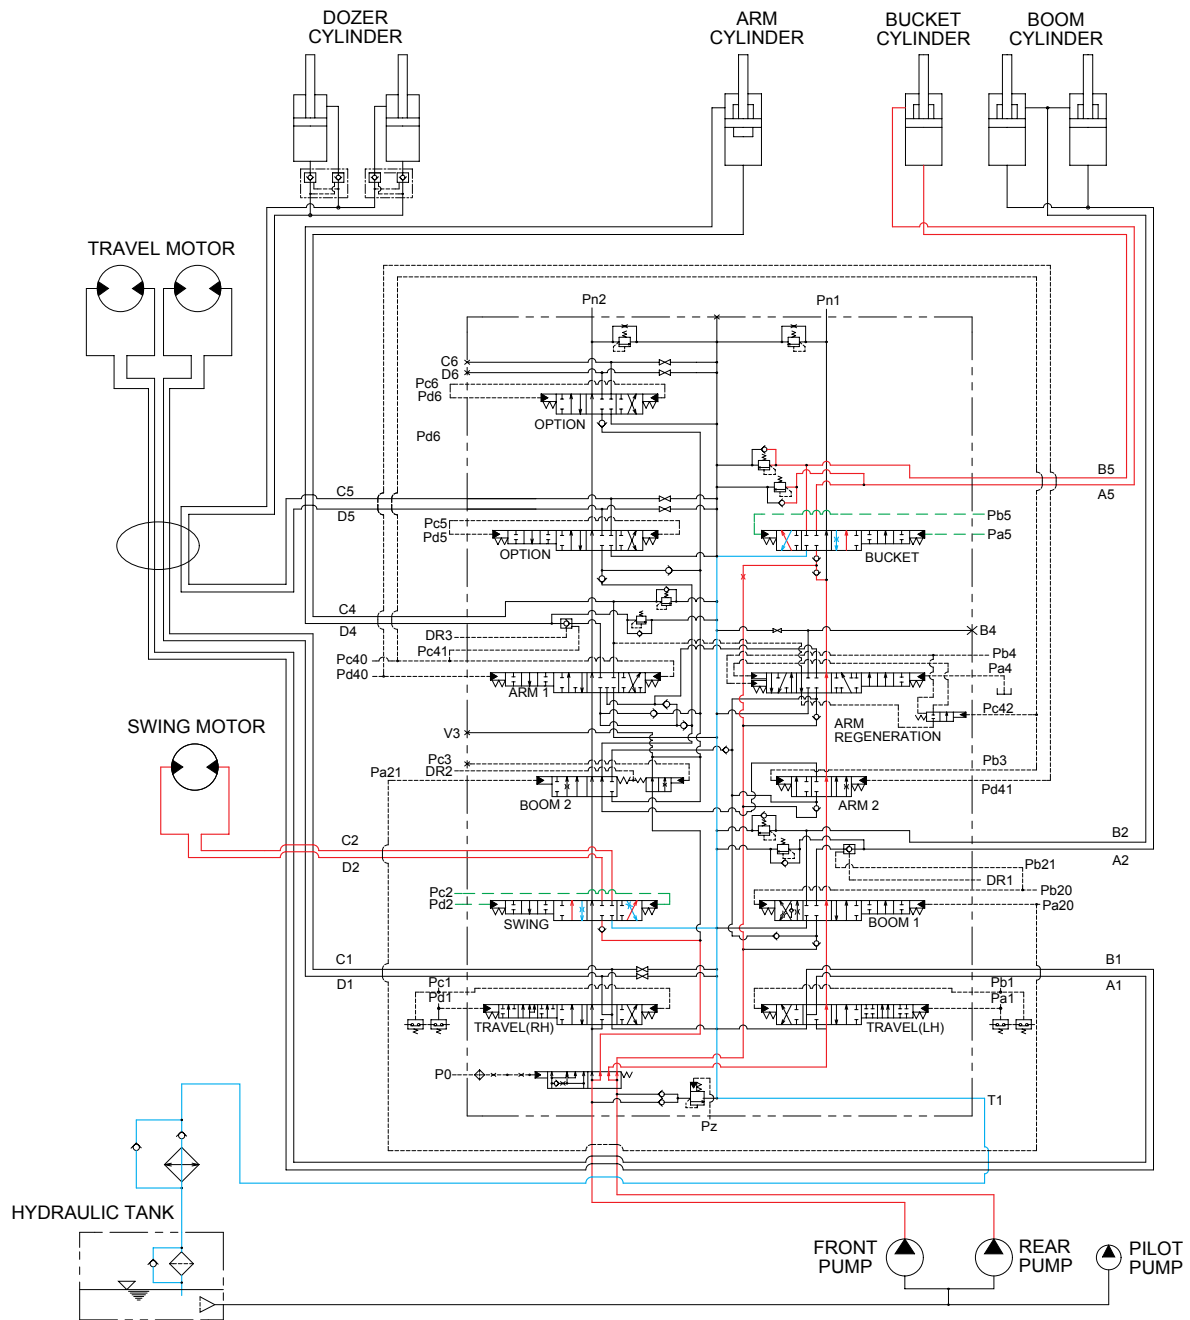 DOZER
CYLINDER
ARM
CYLINDER
BUCKET
CYLINDER
BOOM
CYLINDER
TRAVEL MOTOR
Pn2
Pn1
C6
D6
Pc6
Pd6
OPTION
Pd6
C5
D5
B5
A5
Pc5
Pd5
OPTION
Pb5
Pa5
BUCKET
C4
D4
DR3
Pc41
Pc40
Pd40
ARM 1
B4
Pb4
Pa4
Pc42
ARM
REGENERATION
SWING MOTOR
V3
Pc3
DR2
Pa21
BOOM 2
Pb3
Pd41
ARM 2
C2
D2
B2
A2
Pb21
DR1
Pc2
Pd2
SWING
Pb20
Pa20
BOOM 1
C1
D1
B1
A1
Pc1
Pd1
TRAVEL(RH)
Pb1
Pa1
TRAVEL(LH)
P0
Pz
T1
HYDRAULIC TANK
FRONT
PUMP
REAR
PUMP
PILOT
PUMP